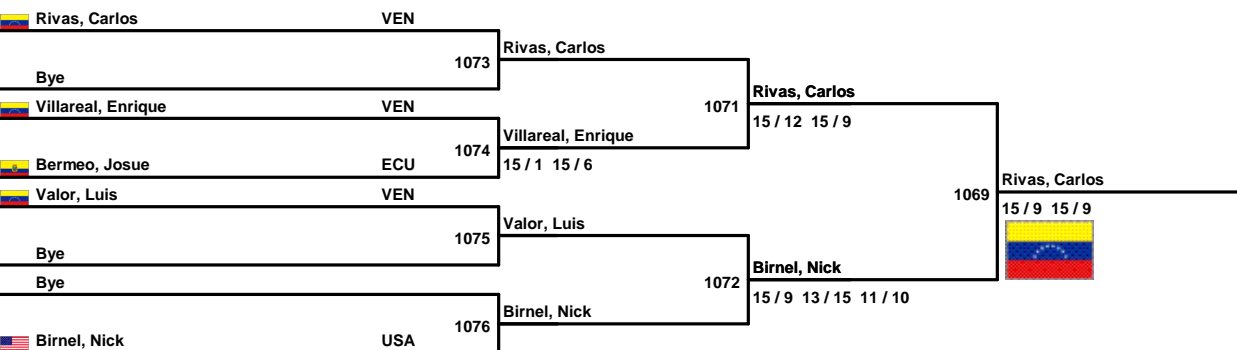 Rivas, Carlos VEN
Rivas, Carlos
1073
Bye
Rivas, Carlos
Villareal, Enrique VEN
1071
15 / 12 15 / 9
Villareal, Enrique
1074
Bermeo, Josue ECU
15 / 1 15 / 6
Rivas, Carlos
Valor, Luis VEN
1069
15 / 9 15 / 9
Valor, Luis
1075
Bye
Birnel, Nick
Bye
1072
15 / 9 13 / 15 11 / 10
Birnel, Nick
1076
Birnel, Nick USA